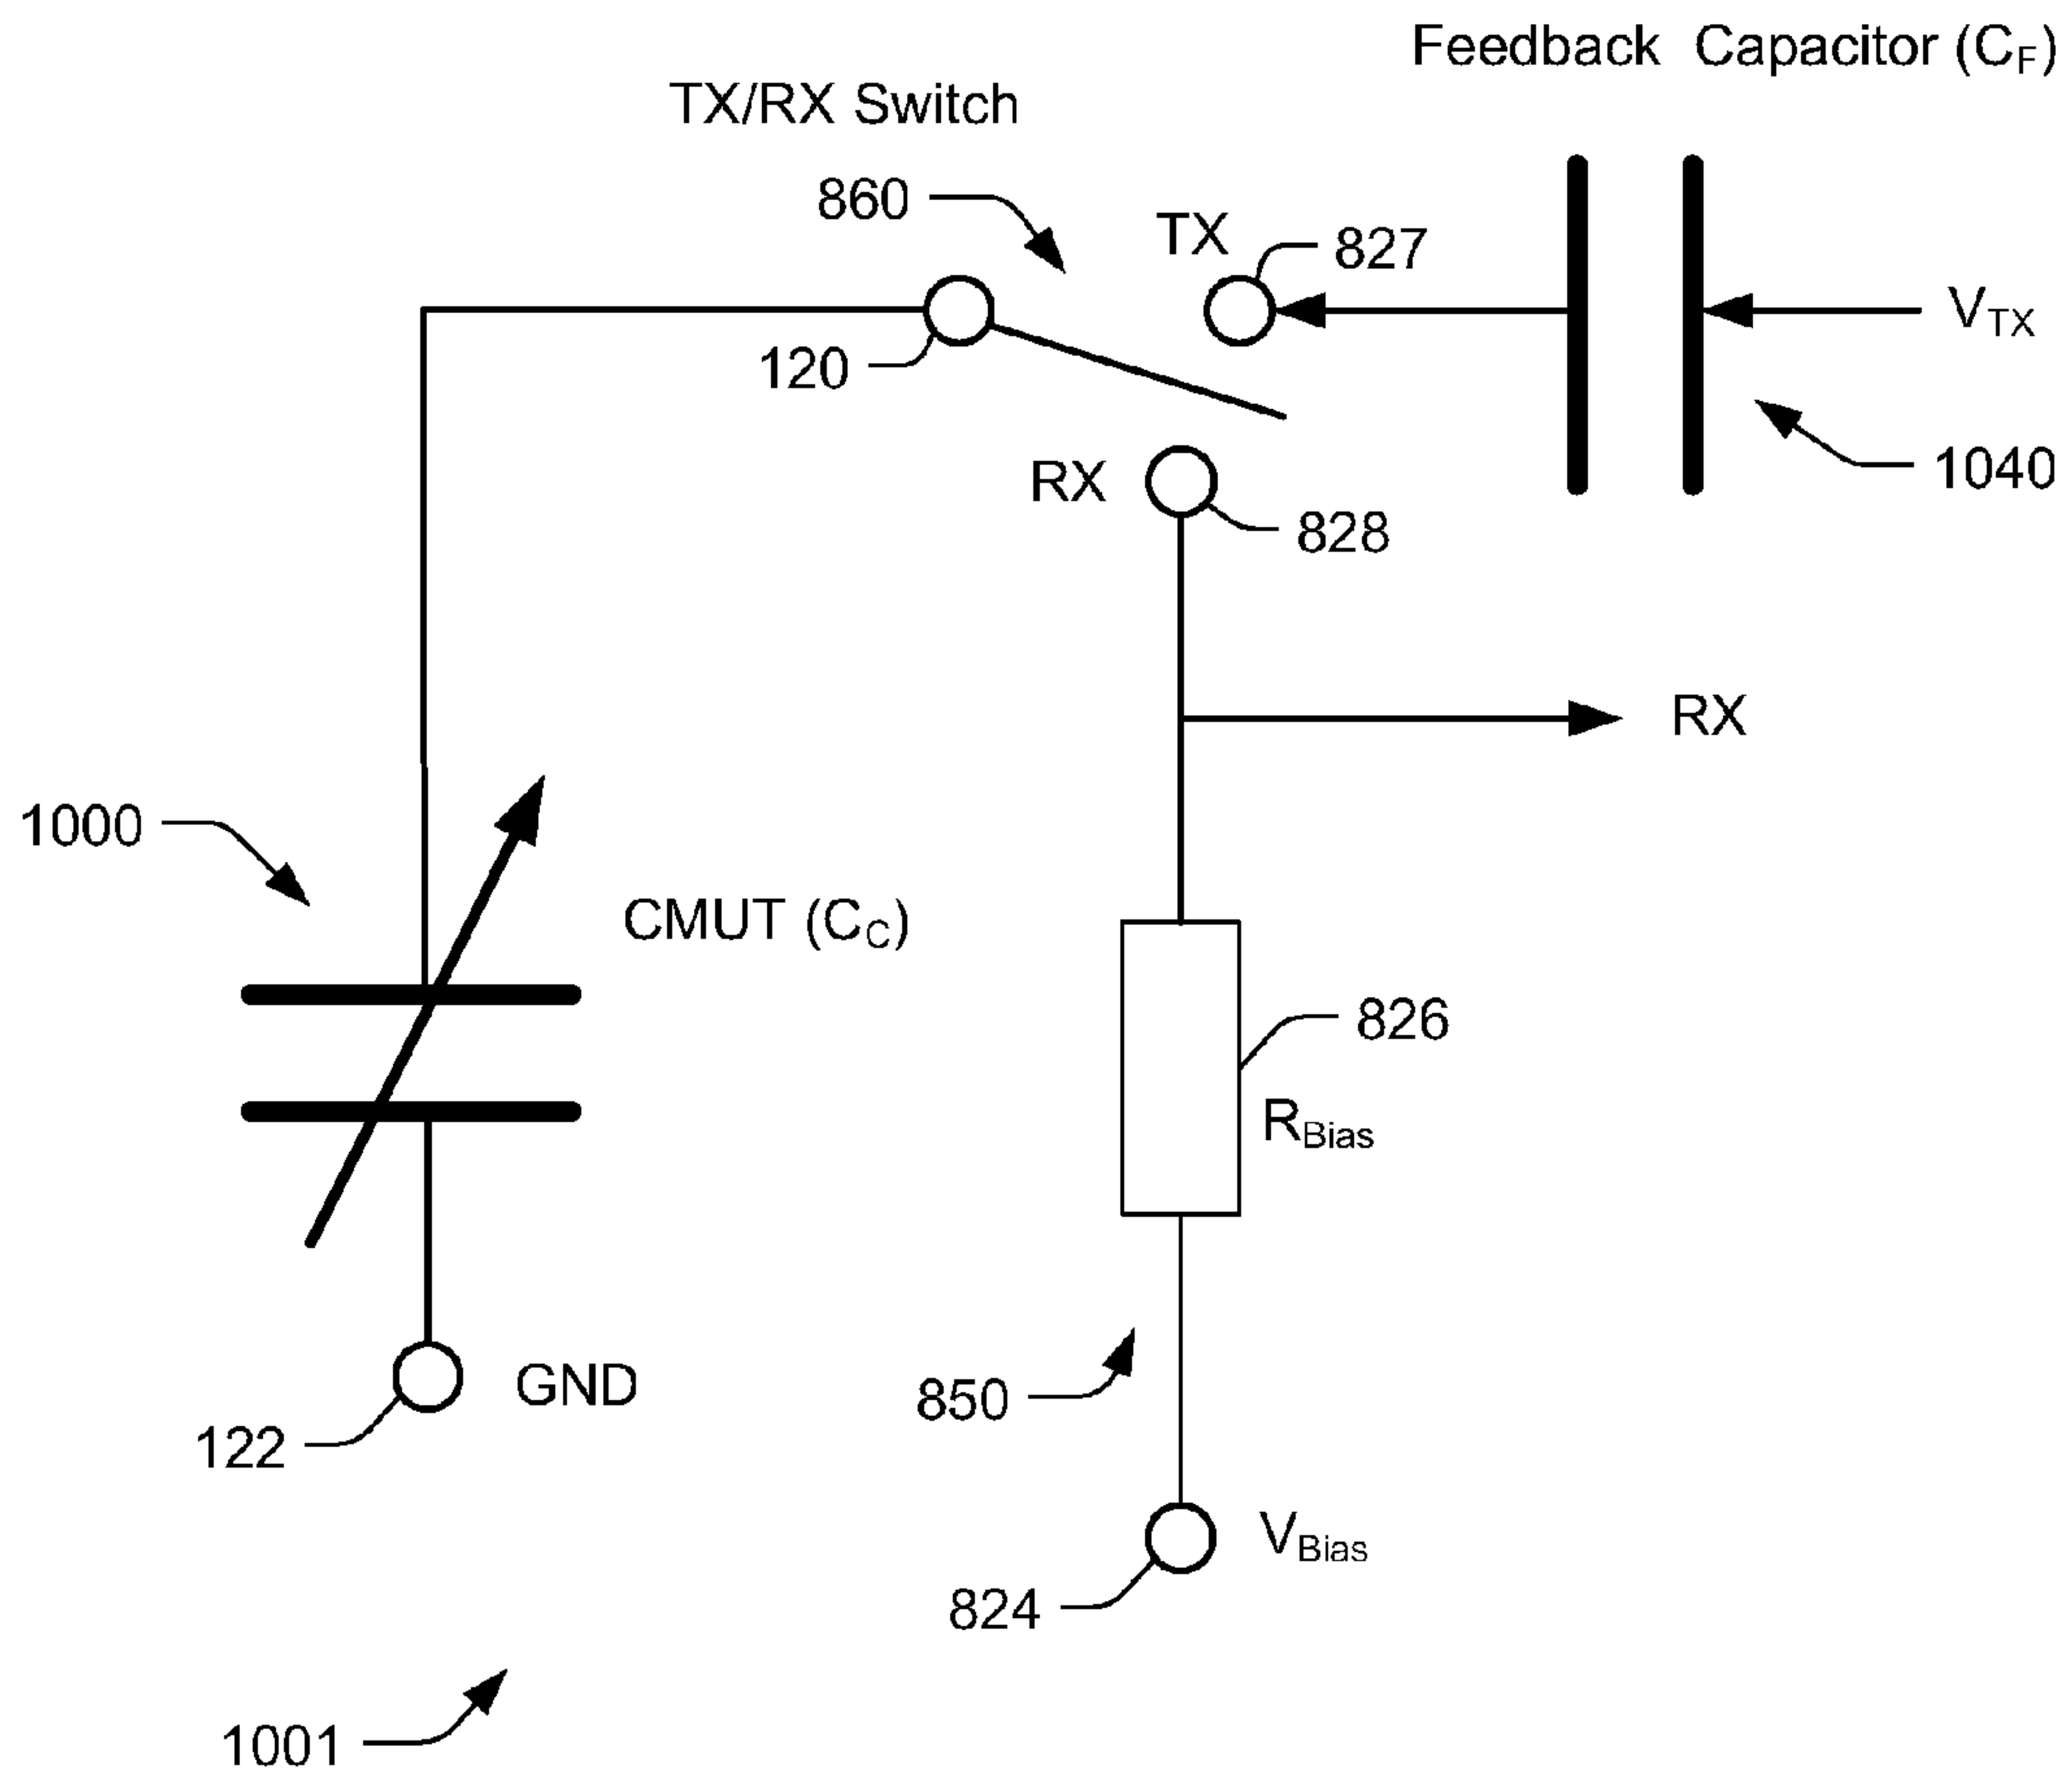 Feedback Capacitor (CF)
TX/RX Switch
860
TX
827
VTX
120
1040
RX
828
RX
1000
CMUT (CC)
826
RBias
GND
850
122
VBias
824
1001